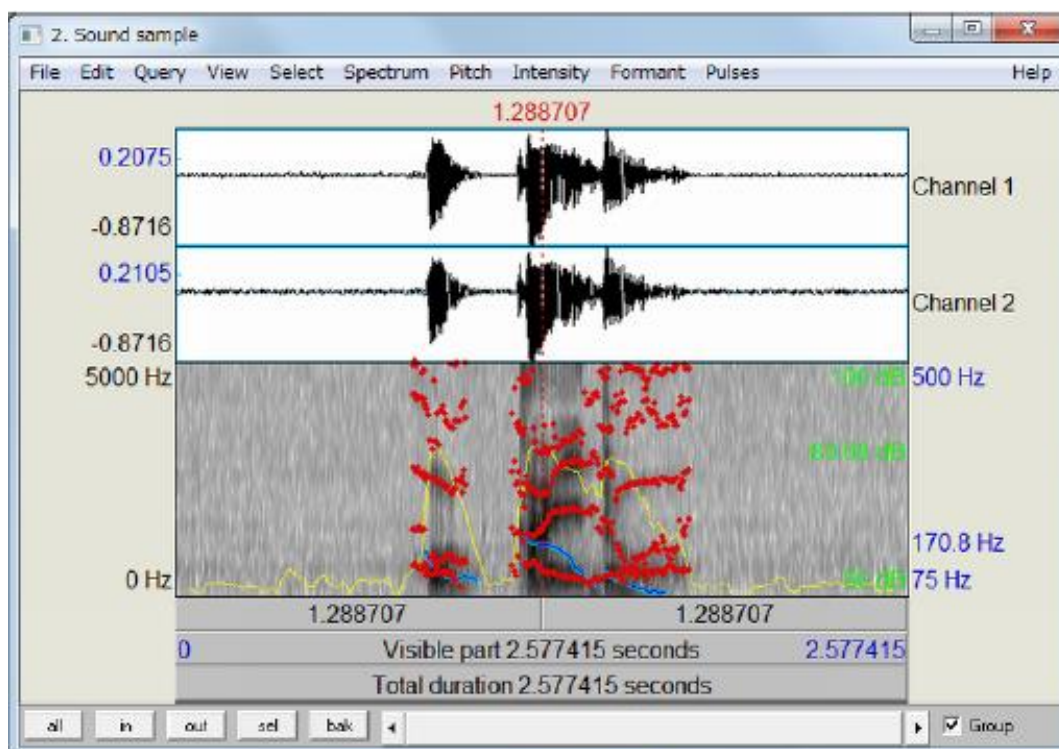 2. Sound sample
File Edit Query View Select Spectrum Pitch Intensity Formant Pulses Help
1.288707
0.2075
Channel 1
-0.8716
0.2105
Channel 2
-0.8716
5000 Hz 100 dB 500 Hz
170.8 Hz
0 Hz 75 Hz
1.288707 1.288707
0 Visible part 2.577415 seconds 2.577415
Total duration 2.577415 seconds
all in out sel bak Group